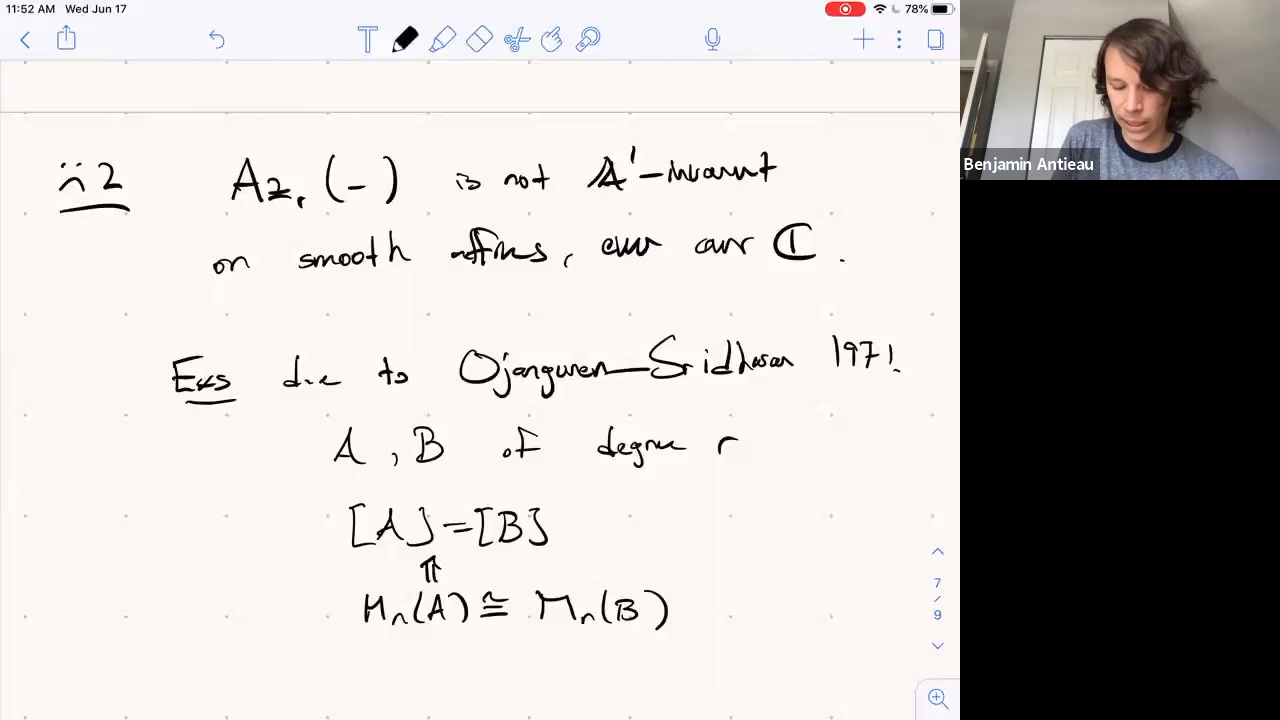 11:52 AM Wed Jun 17
78%
T
Benjamin Antieau
n̈ 2 Az_r(-) is not 𝔸¹-invariant
on smooth affines, over ℂ.
Exs due to Ojanguren–Sridharan 1971.
A, B of degree r
[A] = [B]
⇑
M_n(A) ≅ M_n(B)
7
/
9